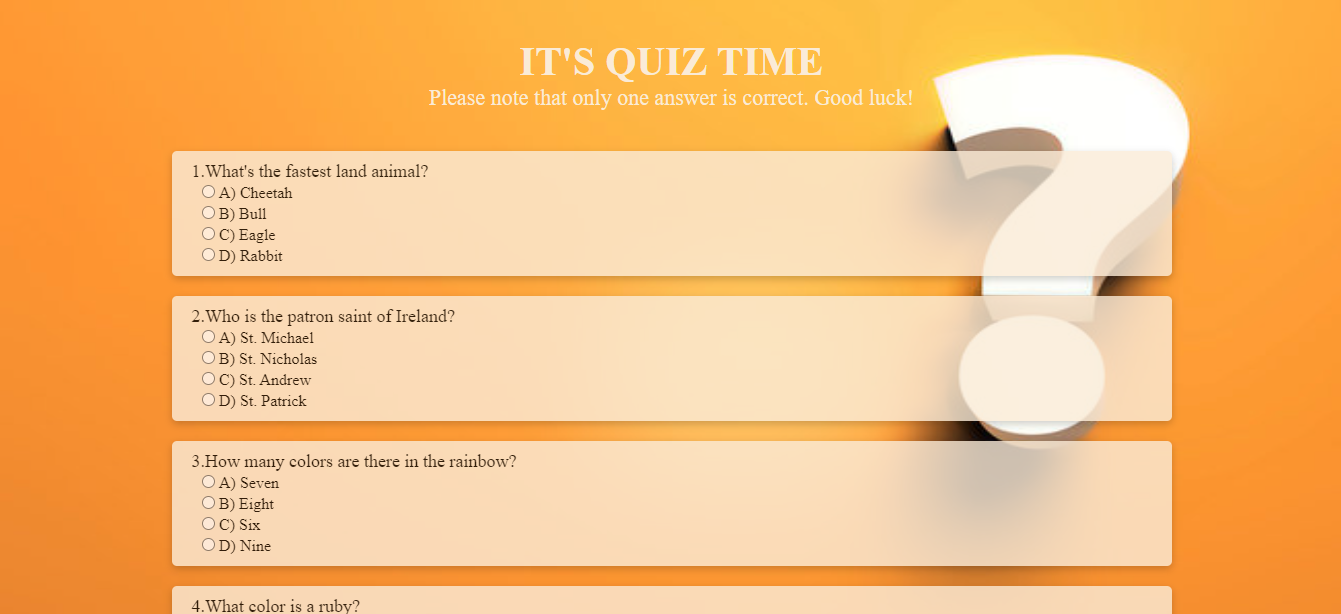 IT'S QUIZ TIME
Please note that only one answer is correct. Good luck!
1.What's the fastest land animal?
A) Cheetah
B) Bull
C) Eagle
D) Rabbit
2.Who is the patron saint of Ireland?
A) St. Michael
B) St. Nicholas
C) St. Andrew
D) St. Patrick
3.How many colors are there in the rainbow?
A) Seven
B) Eight
C) Six
D) Nine
4.What color is a ruby?